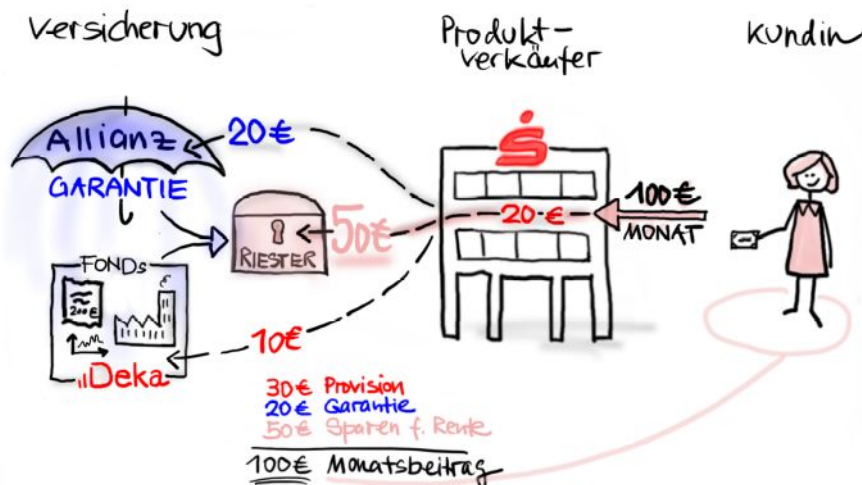 Versicherung
Produkt-
verkäufer
Kundin
Allianz
20€
GARANTIE
50€
20€
100€
MONAT
RIESTER
FONDs
200€
10€
Deka
30€ Provision
20€ Garantie
50€ Sparen f. Rente
100€ Monatsbeitrag